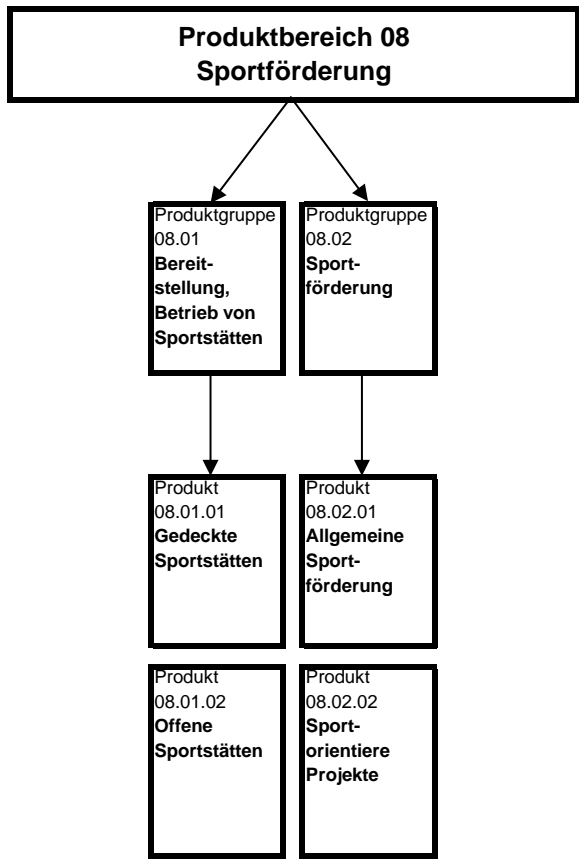 Produktbereich 08
Sportförderung
Produktgruppe
08.01
Bereit-
stellung,
Betrieb von
Sportstätten
Produktgruppe
08.02
Sport-
förderung
Produkt
08.01.01
Gedeckte
Sportstätten
Produkt
08.02.01
Allgemeine
Sport-
förderung
Produkt
08.01.02
Offene
Sportstätten
Produkt
08.02.02
Sport-
orientiere
Projekte